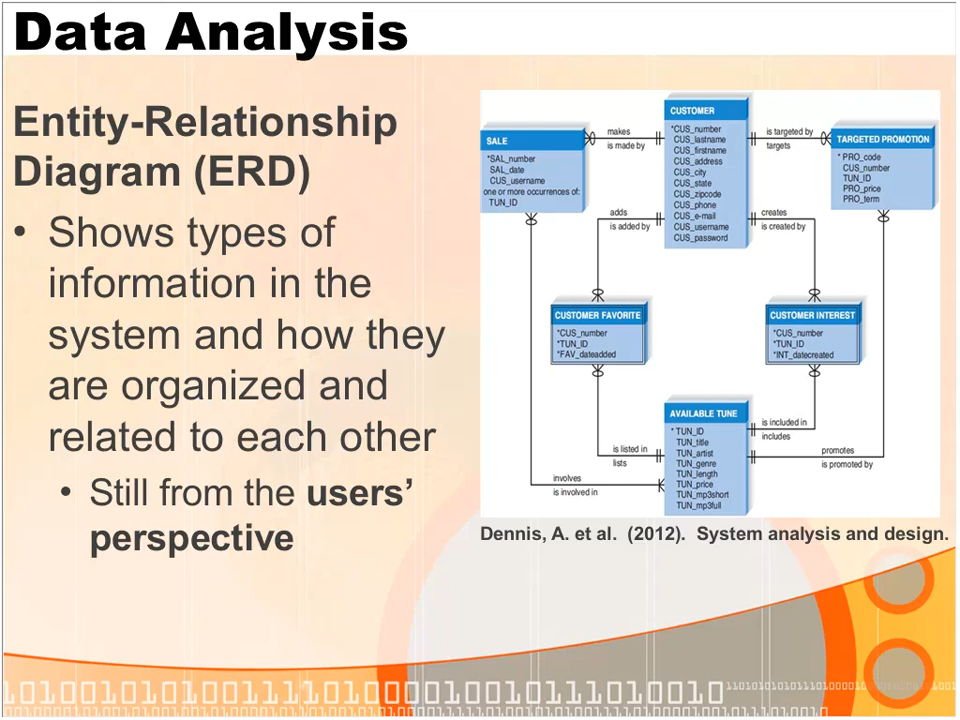 Data Analysis
Entity-Relationship
Diagram (ERD)
• Shows types of
information in the
system and how they
are organized and
related to each other
• Still from the users’
perspective
SALE
*SAL_number
SAL_date
CUS_username
one or more occurrences of:
TUN_ID
makes
is made by
CUSTOMER
*CUS_number
CUS_lastname
CUS_firstname
CUS_address
CUS_city
CUS_state
CUS_zipcode
CUS_phone
CUS_e-mail
CUS_username
CUS_password
is targeted by
targets
TARGETED PROMOTION
* PRO_code
CUS_number
TUN_ID
PRO_price
PRO_term
adds
is added by
creates
is created by
CUSTOMER FAVORITE
*CUS_number
*TUN_ID
*FAV_dateadded
CUSTOMER INTEREST
*CUS_number
*TUN_ID
*INT_datecreated
AVAILABLE TUNE
* TUN_ID
TUN_title
TUN_artist
TUN_genre
TUN_length
TUN_price
TUN_mp3short
TUN_mp3full
is included in
includes
is listed in
lists
promotes
is promoted by
involves
is involved in
Dennis, A. et al. (2012). System analysis and design.